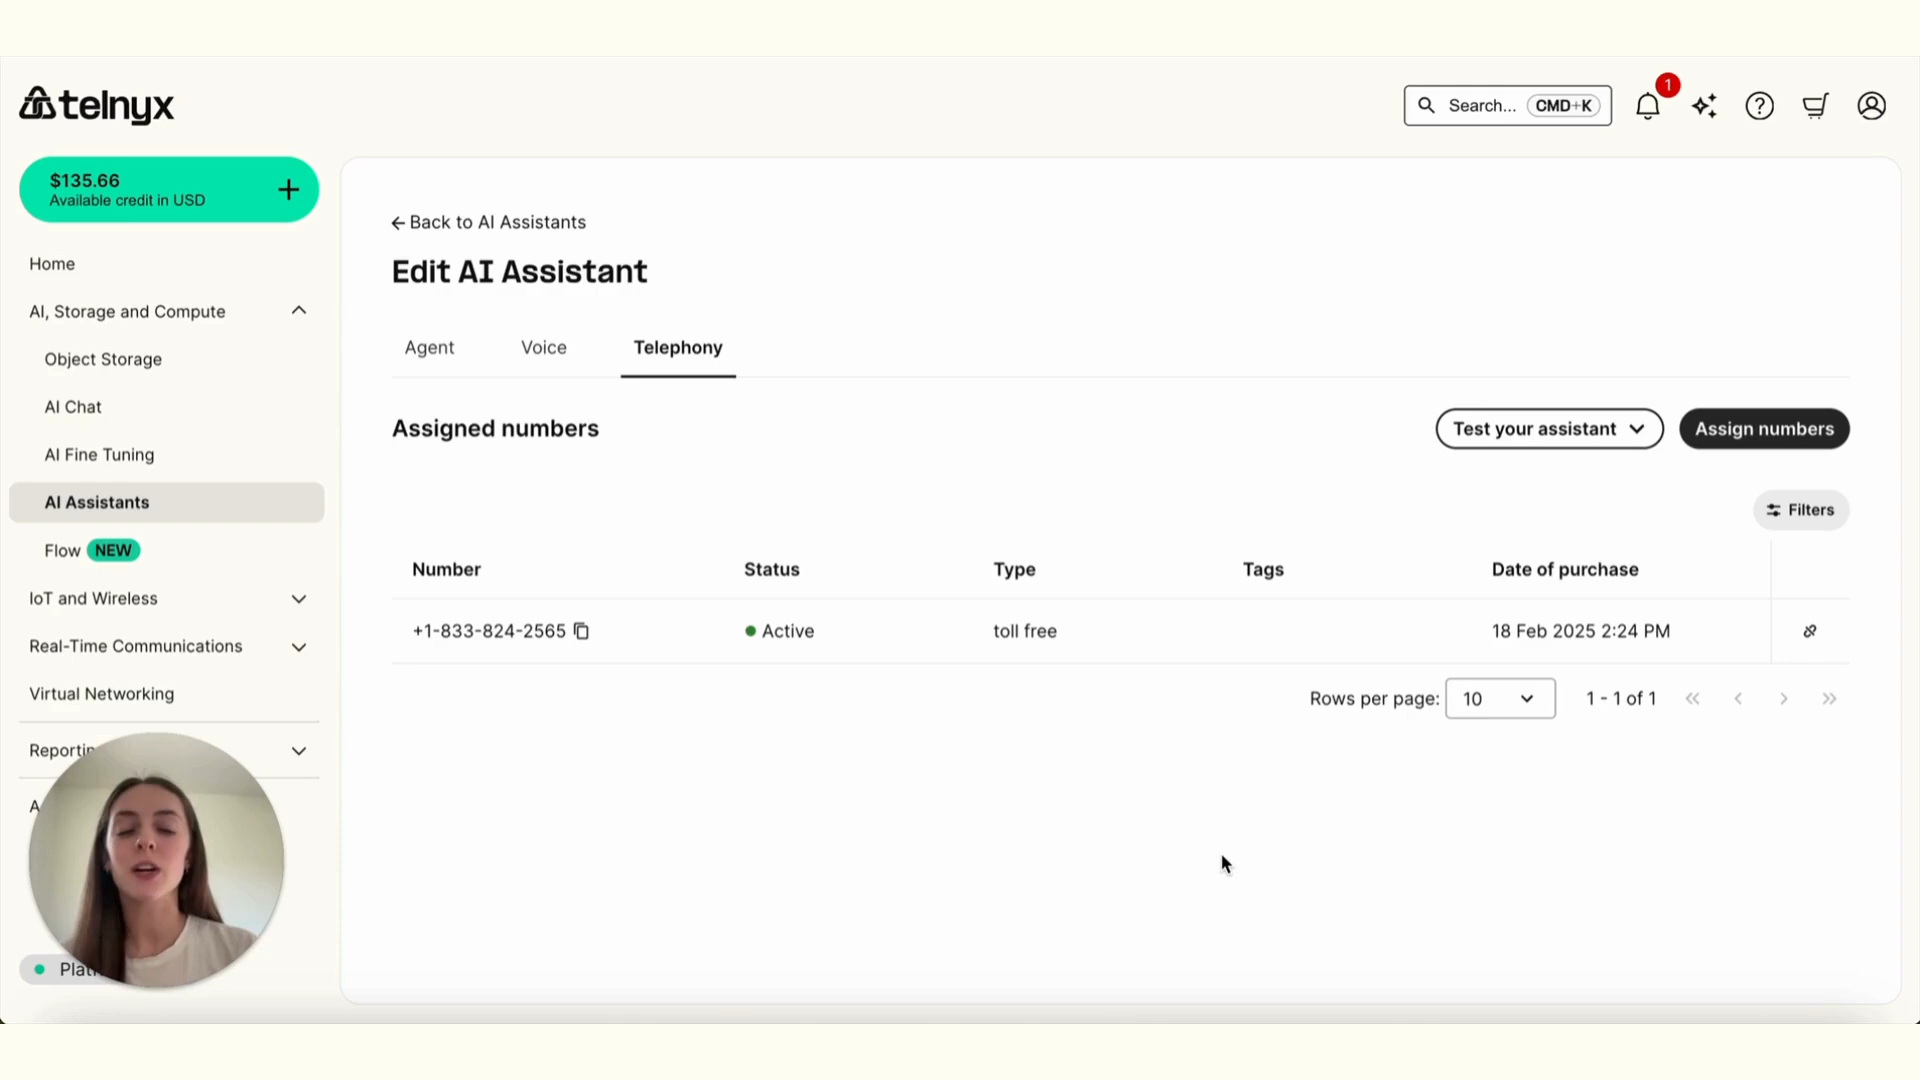 telnyx
Search... CMD+K
1
$135.66
Available credit in USD
Home
AI, Storage and Compute
Object Storage
AI Chat
AI Fine Tuning
AI Assistants
Flow NEW
IoT and Wireless
Real-Time Communications
Virtual Networking
Back to AI Assistants
Edit AI Assistant
Agent Voice Telephony
Assigned numbers Test your assistant Assign numbers
Filters
Number Status Type Tags Date of purchase
+1-833-824-2565 Active toll free 18 Feb 2025 2:24 PM
Rows per page: 10 1 - 1 of 1